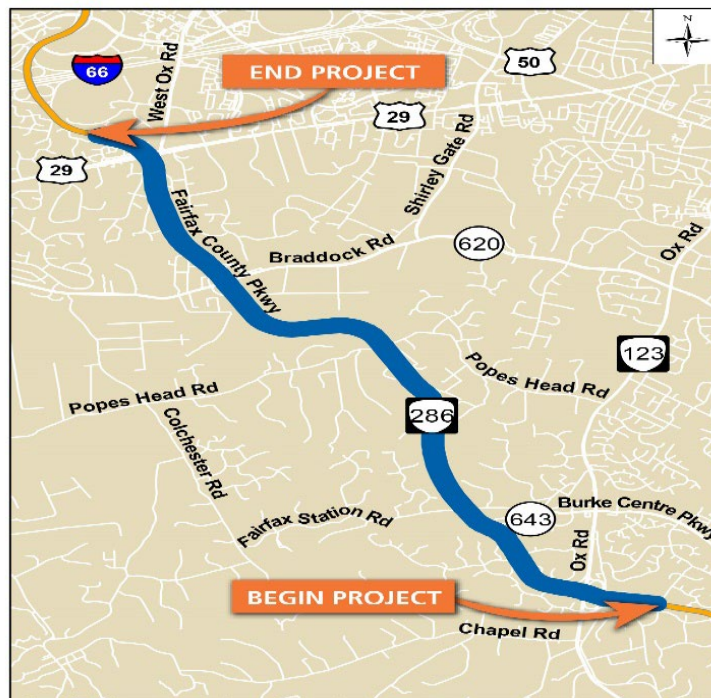 N
50
66
West Ox Rd
END PROJECT
29
Shirley Gate Rd
29
Fairfax County Pkwy
Braddock Rd
620
Ox Rd
123
Popes Head Rd
Popes Head Rd
286
Colchester Rd
Fairfax Station Rd
643
Burke Centre Pkwy
Ox Rd
BEGIN PROJECT
Chapel Rd